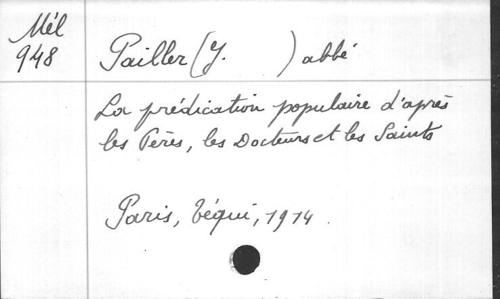 Mél
948
Pailler (J. ) abbé
La prédication populaire d'après
les Pères, les Docteurs et les Saints
Paris, Téqui, 1914.